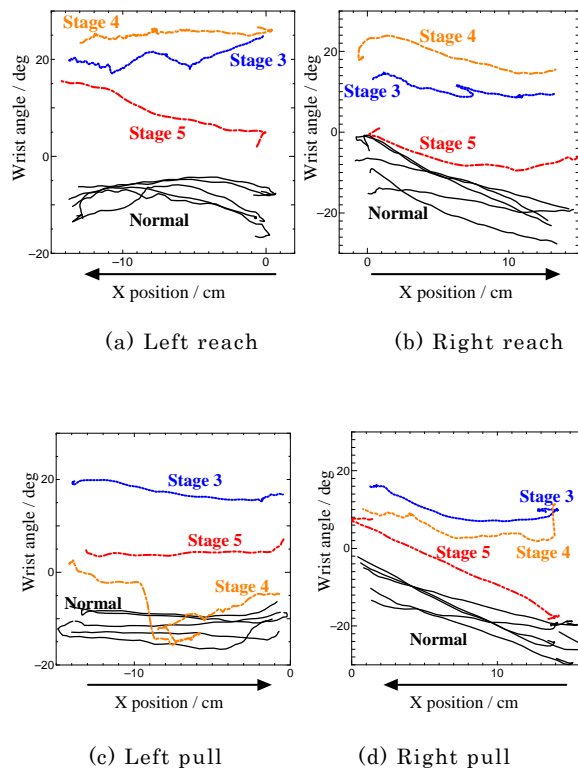 Wrist angle / deg
20
0
−20
−10
0
Stage 4
Stage 3
Stage 5
Normal
X position / cm
(a) Left reach
Wrist angle / deg
20
0
−20
0
10
Stage 4
Stage 3
Stage 5
Normal
X position / cm
(b) Right reach
Wrist angle / deg
20
0
−20
−10
0
Stage 3
Stage 5
Stage 4
Normal
X position / cm
(c) Left pull
Wrist angle / deg
20
0
−20
0
10
Stage 3
Stage 4
Stage 5
Normal
X position / cm
(d) Right pull